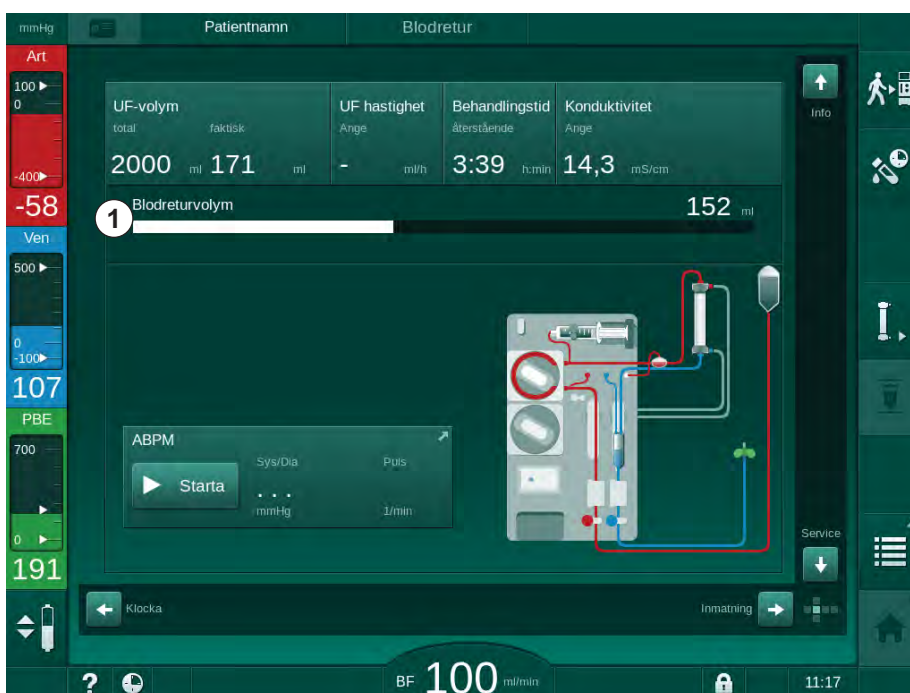 mmHg Patientnamn Blodretur
Art
100
0
-400
-58
Ven
500
0
-100
107
PBE
700
0
191
UF-volym UF hastighet Behandlingstid Konduktivitet
total faktisk Ange återstående Ange
2000 ml 171 ml - ml/h 3:39 h:min 14,3 mS/cm
1 Blodreturvolym 152 ml
ABPM
Sys/Dia Puls
Starta . . .
mmHg 1/min
Info
Service
Klocka Inmatning
? BF 100 ml/min 11:17